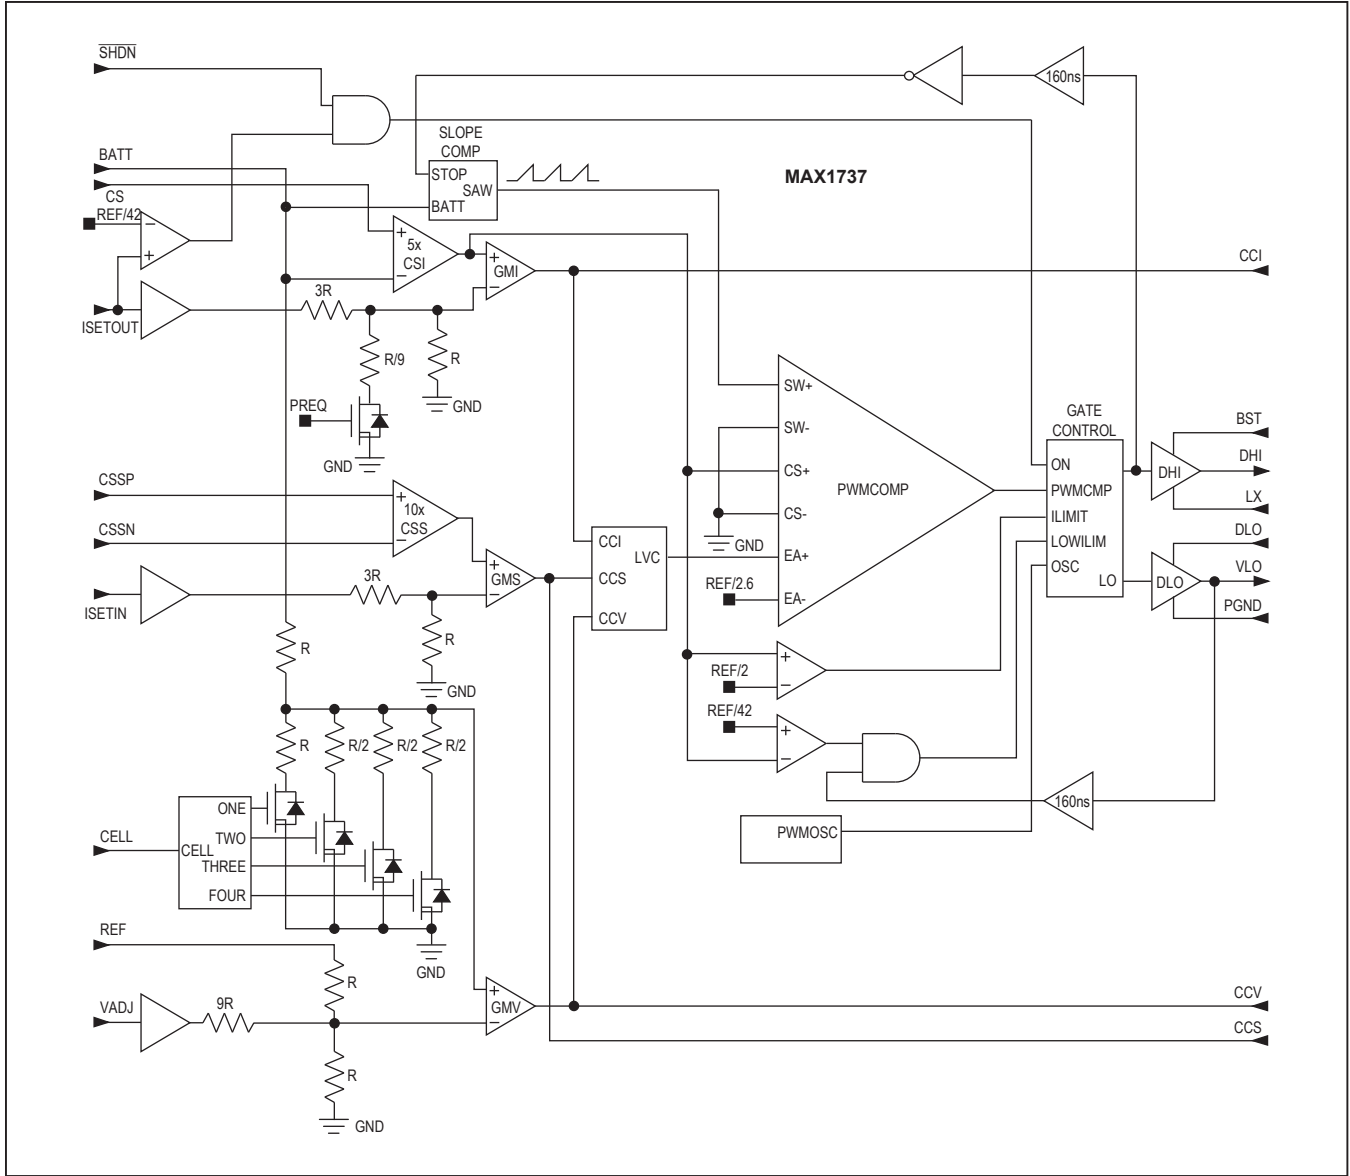 SHDN
160ns
SLOPE
COMP
BATT
MAX1737
STOP
SAW
BATT
CS
REF/42
5x
CSI
GMI
CCI
3R
ISETOUT
R/9
R
PREQ
GND
GND
SW+
SW-
CS+
CS-
EA+
EA-
PWMCOMP
GND
GATE
CONTROL
BST
ON
DHI
DHI
PWMCMP
LX
ILIMIT
LOWILIM
DLO
OSC
VLO
LO
DLO
PGND
CSSP
10x
CSS
CSSN
CCI
LVC
CCS
CCV
GMS
3R
ISETIN
REF/2.6
R
R
GND
REF/2
REF/42
R
R/2
R/2
R/2
160ns
PWMOSC
ONE
TWO
CELL
CELL
THREE
FOUR
REF
GND
R
VADJ
9R
GMV
CCV
CCS
R
GND